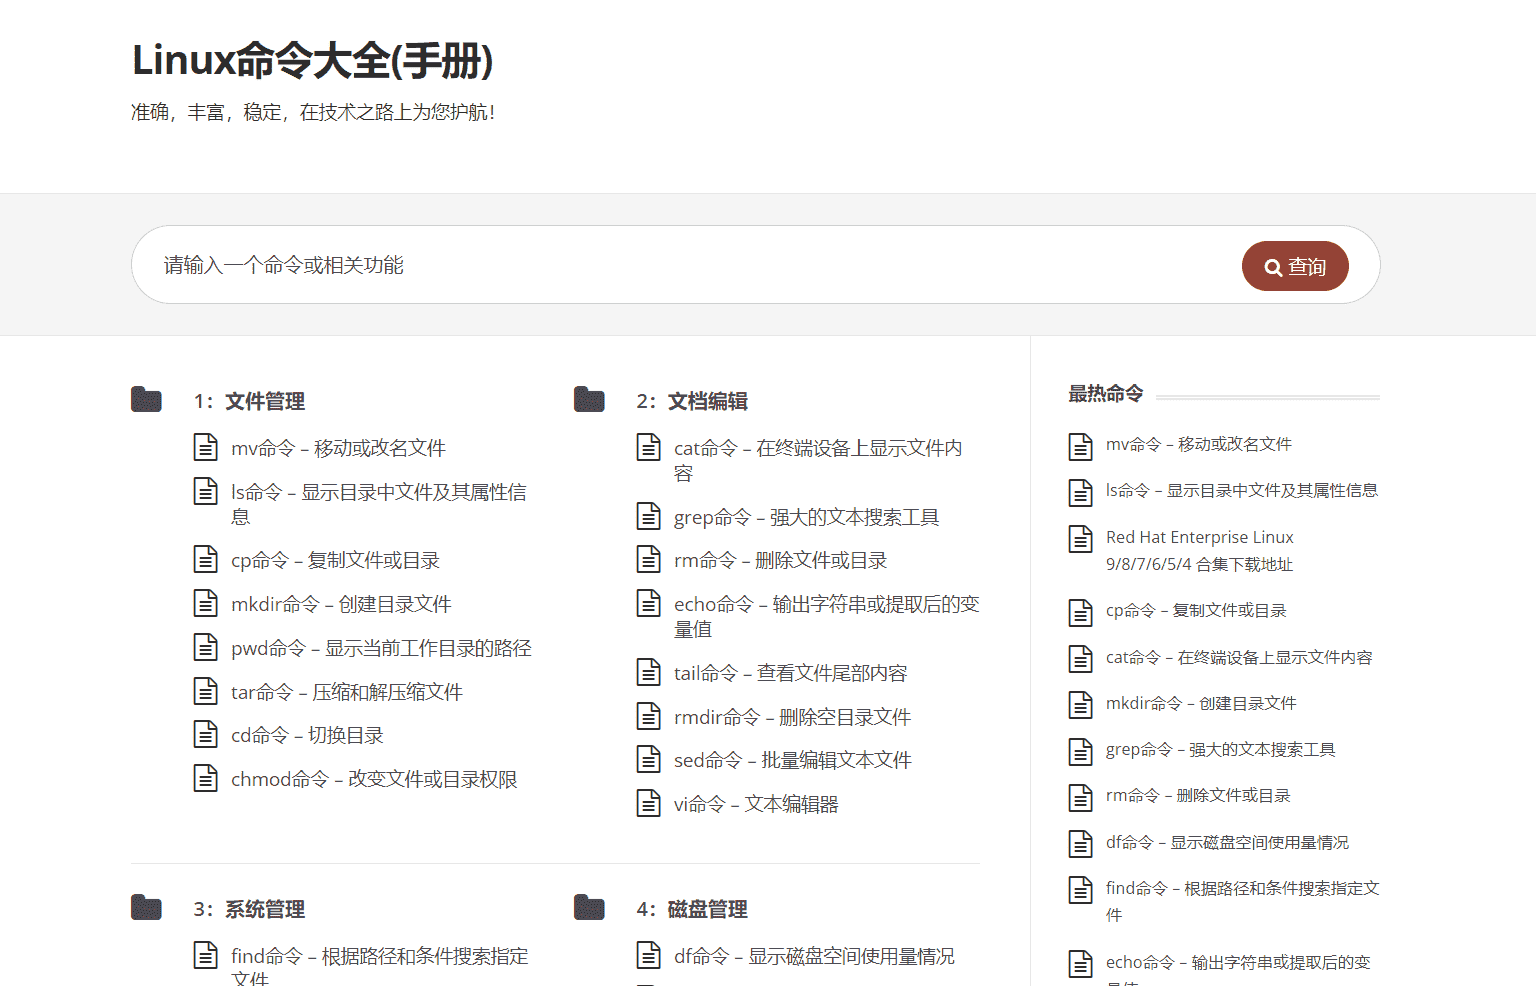 Linux命令大全(手册)
准确，丰富，稳定，在技术之路上为您护航！
请输入一个命令或相关功能
查询
1：文件管理
mv命令 – 移动或改名文件
ls命令 – 显示目录中文件及其属性信
息
cp命令 – 复制文件或目录
mkdir命令 – 创建目录文件
pwd命令 – 显示当前工作目录的路径
tar命令 – 压缩和解压缩文件
cd命令 – 切换目录
chmod命令 – 改变文件或目录权限
2：文档编辑
cat命令 – 在终端设备上显示文件内
容
grep命令 – 强大的文本搜索工具
rm命令 – 删除文件或目录
echo命令 – 输出字符串或提取后的变
量值
tail命令 – 查看文件尾部内容
rmdir命令 – 删除空目录文件
sed命令 – 批量编辑文本文件
vi命令 – 文本编辑器
3：系统管理
find命令 – 根据路径和条件搜索指定
文件
4：磁盘管理
df命令 – 显示磁盘空间使用量情况
最热命令
mv命令 – 移动或改名文件
ls命令 – 显示目录中文件及其属性信息
Red Hat Enterprise Linux
9/8/7/6/5/4 合集下载地址
cp命令 – 复制文件或目录
cat命令 – 在终端设备上显示文件内容
mkdir命令 – 创建目录文件
grep命令 – 强大的文本搜索工具
rm命令 – 删除文件或目录
df命令 – 显示磁盘空间使用量情况
find命令 – 根据路径和条件搜索指定文
件
echo命令 – 输出字符串或提取后的变
量值